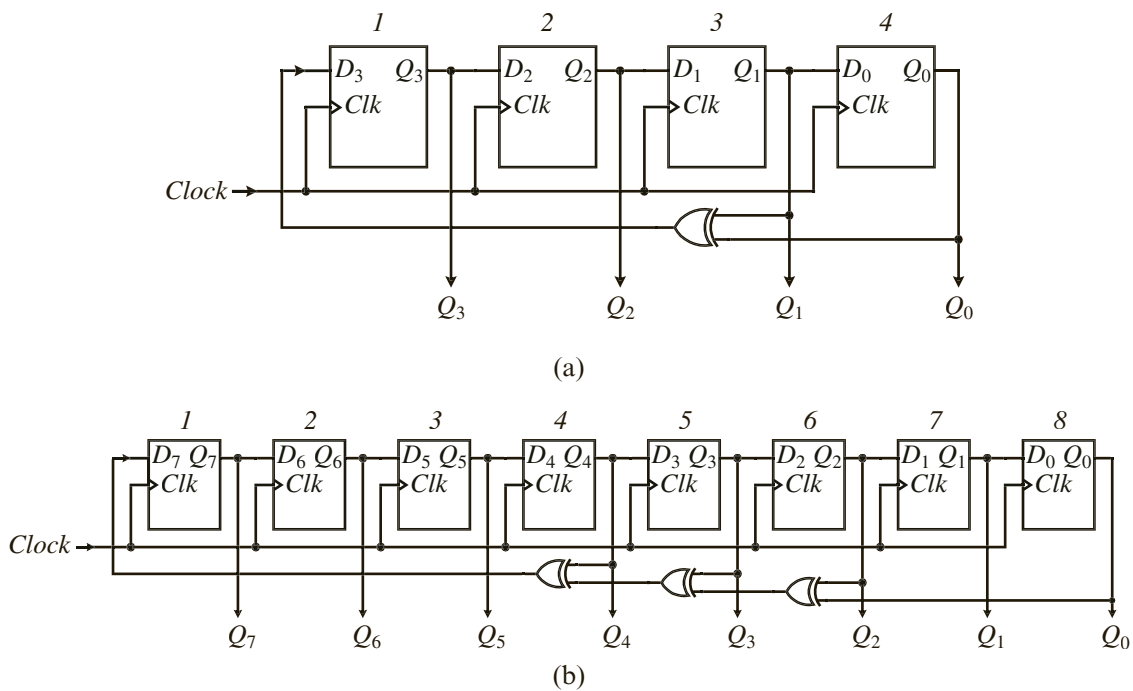 1 2 3 4
D₃ Q₃ D₂ Q₂ D₁ Q₁ D₀ Q₀
Clk Clk Clk Clk
Clock
Q₃ Q₂ Q₁ Q₀
(a)
1 2 3 4 5 6 7 8
D₇ Q₇ D₆ Q₆ D₅ Q₅ D₄ Q₄ D₃ Q₃ D₂ Q₂ D₁ Q₁ D₀ Q₀
Clk Clk Clk Clk Clk Clk Clk Clk
Clock
Q₇ Q₆ Q₅ Q₄ Q₃ Q₂ Q₁ Q₀
(b)